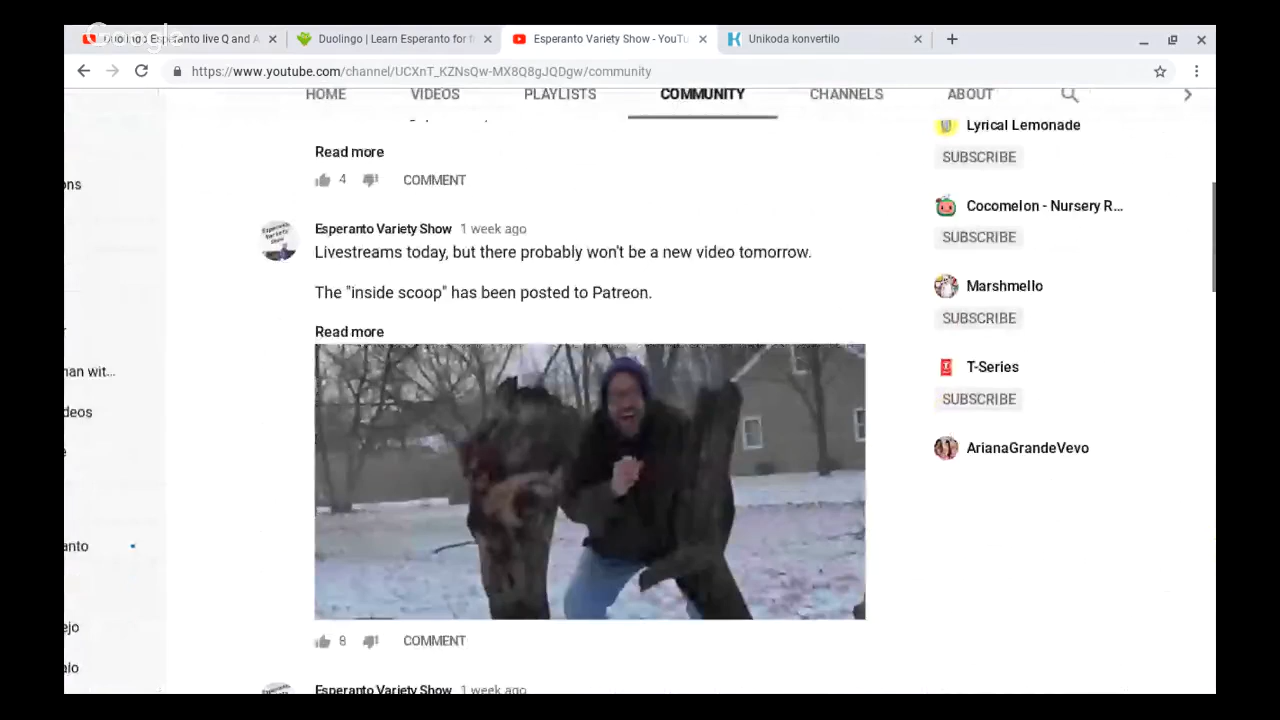 Google
Duolingo Esperanto live Q and A
Duolingo | Learn Esperanto for f
Esperanto Variety Show - YouTu
Unikoda konvertilo
https://www.youtube.com/channel/UCXnT_KZNsQw-MX8Q8gJQDgw/community
HOME VIDEOS PLAYLISTS COMMUNITY CHANNELS ABOUT
Read more
4 COMMENT
Esperanto Variety Show 1 week ago
Livestreams today, but there probably won't be a new video tomorrow.
The "inside scoop" has been posted to Patreon.
Read more
8 COMMENT
Esperanto Variety Show 1 week ago
Lyrical Lemonade
SUBSCRIBE
Cocomelon - Nursery R...
SUBSCRIBE
Marshmello
SUBSCRIBE
T-Series
SUBSCRIBE
ArianaGrandeVevo
ons
nan wit...
deos
anto
ejo